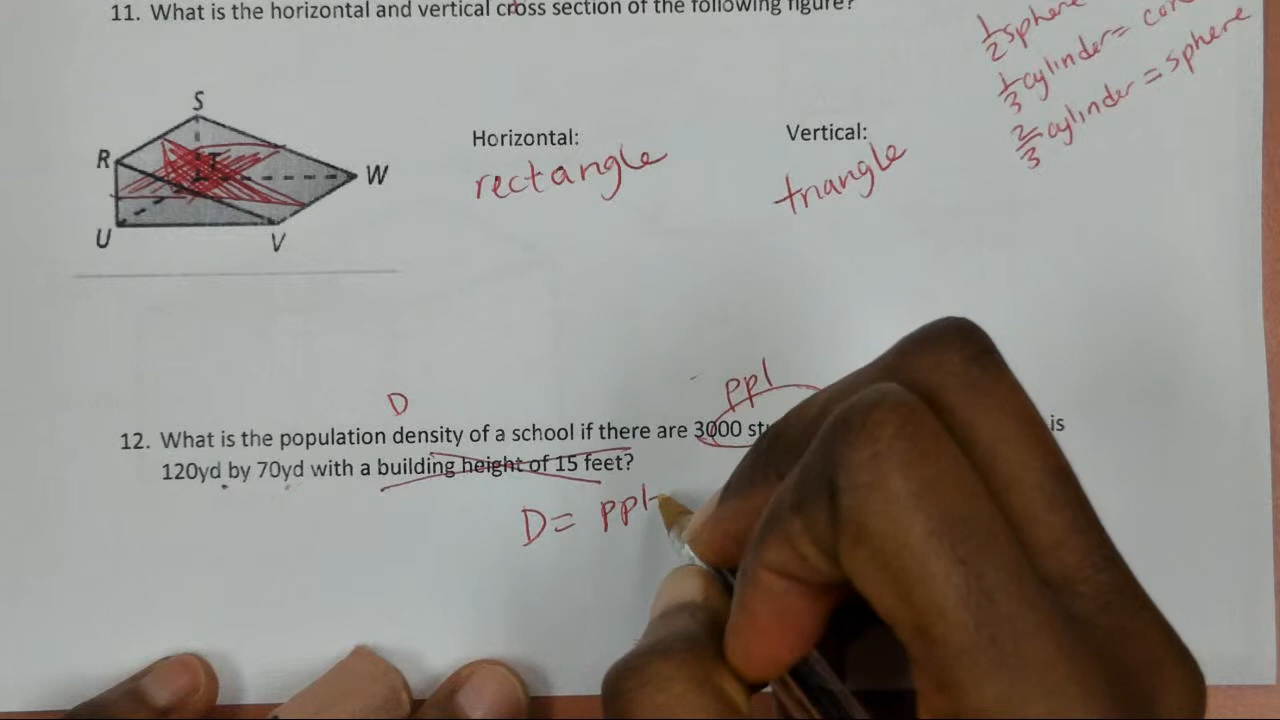 11. What is the horizontal and vertical cross section of the following figure?
1/2 sphere
1/3 cylinder =
2/3 cylinder = sphere
S
R
T
W
U
V
Horizontal:
rectangle
Vertical:
triangle
D
ppl
12. What is the population density of a school if there are 3000 is
120yd by 70yd with a building height of 15 feet?
D= ppl